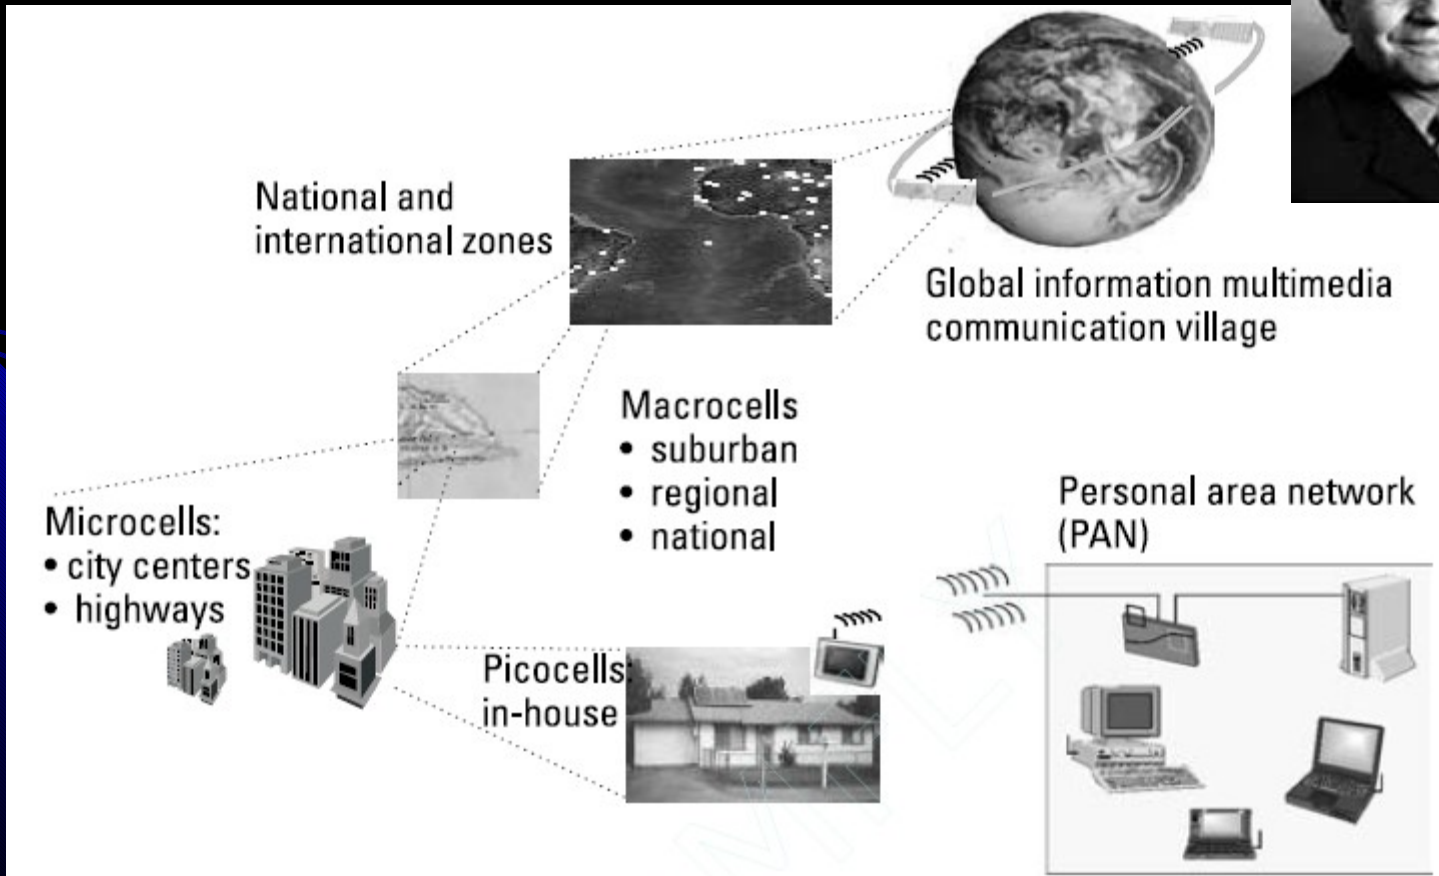 National and
international zones
Global information multimedia
communication village
Macrocells
• suburban
• regional
• national
Microcells:
• city centers
• highways
Personal area network
(PAN)
Picocells:
in-house